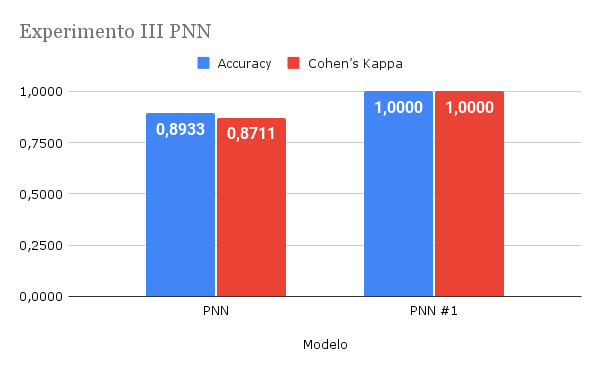 Experimento III PNN
Accuracy Cohen’s Kappa
1,0000
0,7500
0,5000
0,2500
0,0000
0,8933 0,8711 1,0000 1,0000
PNN PNN #1
Modelo